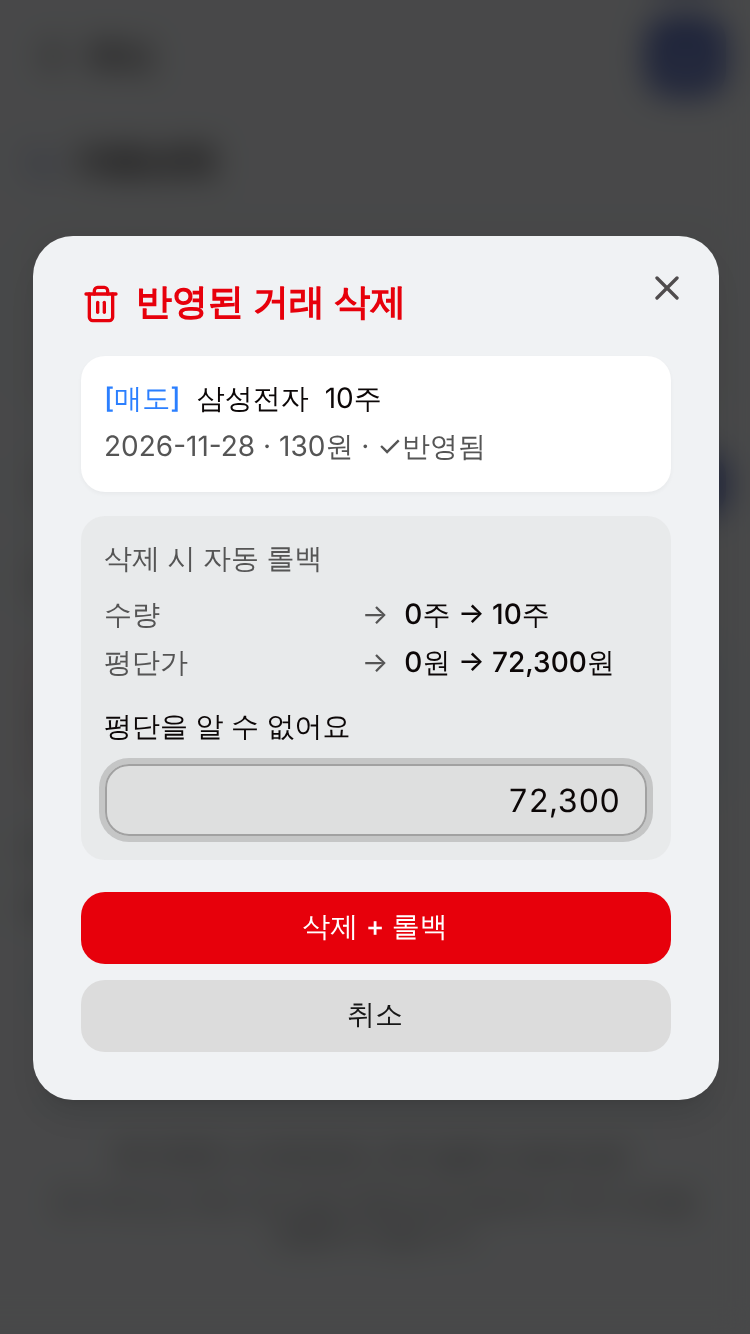 반영된 거래 삭제
[매도] 삼성전자 10주
2026-11-28 · 130원 · ✓반영됨
삭제 시 자동 롤백
수량 → 0주 → 10주
평단가 → 0원 → 72,300원
평단을 알 수 없어요
72,300
삭제 + 롤백
취소